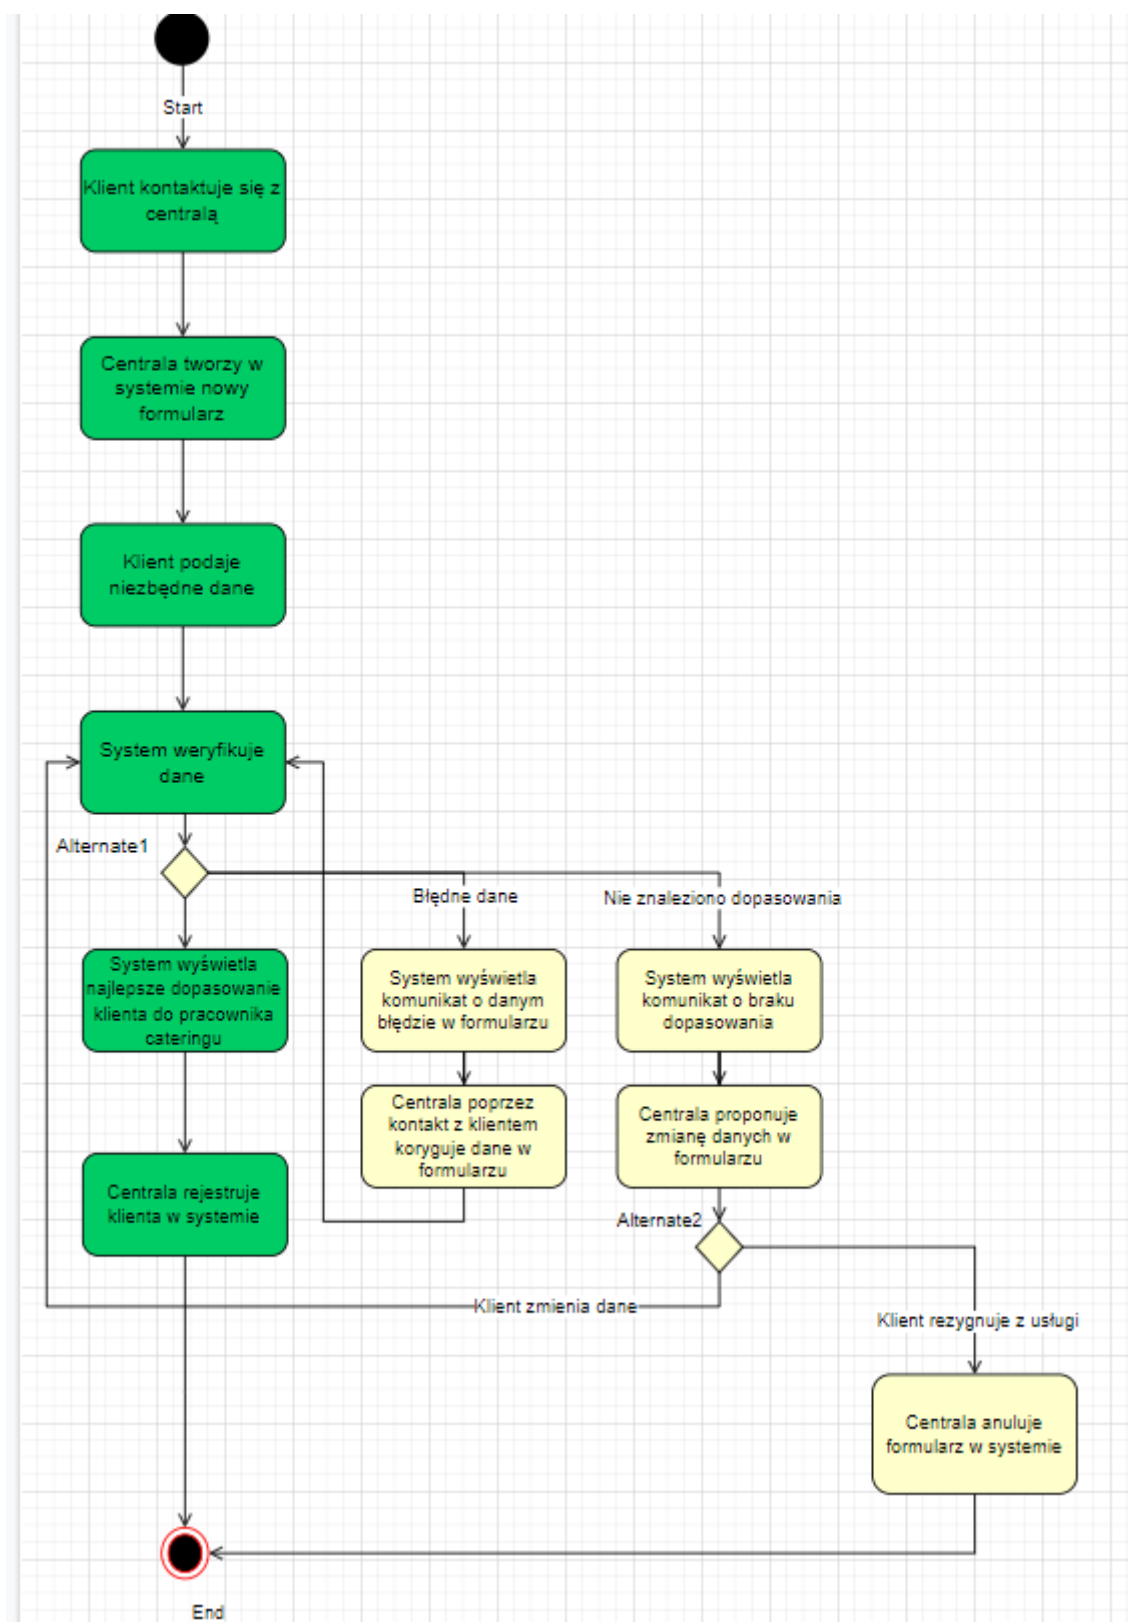 Start
Klient kontaktuje się z
centralą
Centrala tworzy w
systemie nowy
formularz
Klient podaje
niezbędne dane
System weryfikuje
dane
Alternate1
Błędne dane
Nie znaleziono dopasowania
System wyświetla
najlepsze dopasowanie
klienta do pracownika
cateringu
System wyświetla
komunikat o danym
błędzie w formularzu
System wyświetla
komunikat o braku
dopasowania
Centrala poprzez
kontakt z klientem
koryguje dane w
formularzu
Centrala proponuje
zmianę danych w
formularzu
Centrala rejestruje
klienta w systemie
Alternate2
Klient zmienia dane
Klient rezygnuje z usługi
Centrala anuluje
formularz w systemie
End